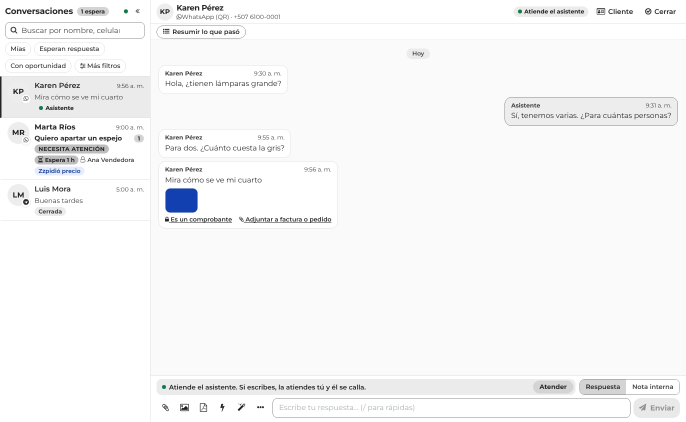 Conversaciones 1 espera «
Buscar por nombre, celular
Mías Esperan respuesta
Con oportunidad Más filtros
KP Karen Pérez 9:56 a. m.
Mira cómo se ve mi cuarto
Asistente
MR Marta Ríos 9:00 a. m.
Quiero apartar un espejo 1
NECESITA ATENCIÓN
Espera 1 h Ana Vendedora
Zzpidió precio
LM Luis Mora 5:00 a. m.
Buenas tardes
Cerrada
KP Karen Pérez
WhatsApp (QR) · +507 6100-0001
Atiende el asistente Cliente Cerrar
Resumir lo que pasó
Hoy
Karen Pérez 9:30 a. m.
Hola, ¿tienen lámparas grande?
Asistente 9:31 a. m.
Sí, tenemos varias. ¿Para cuántas personas?
Karen Pérez 9:55 a. m.
Para dos. ¿Cuánto cuesta la gris?
Karen Pérez 9:56 a. m.
Mira cómo se ve mi cuarto
Es un comprobante Adjuntar a factura o pedido
Atiende el asistente. Si escribes, la atiendes tú y él se calla. Atender Respuesta Nota interna
Escribe tu respuesta... (/ para rápidas) Enviar